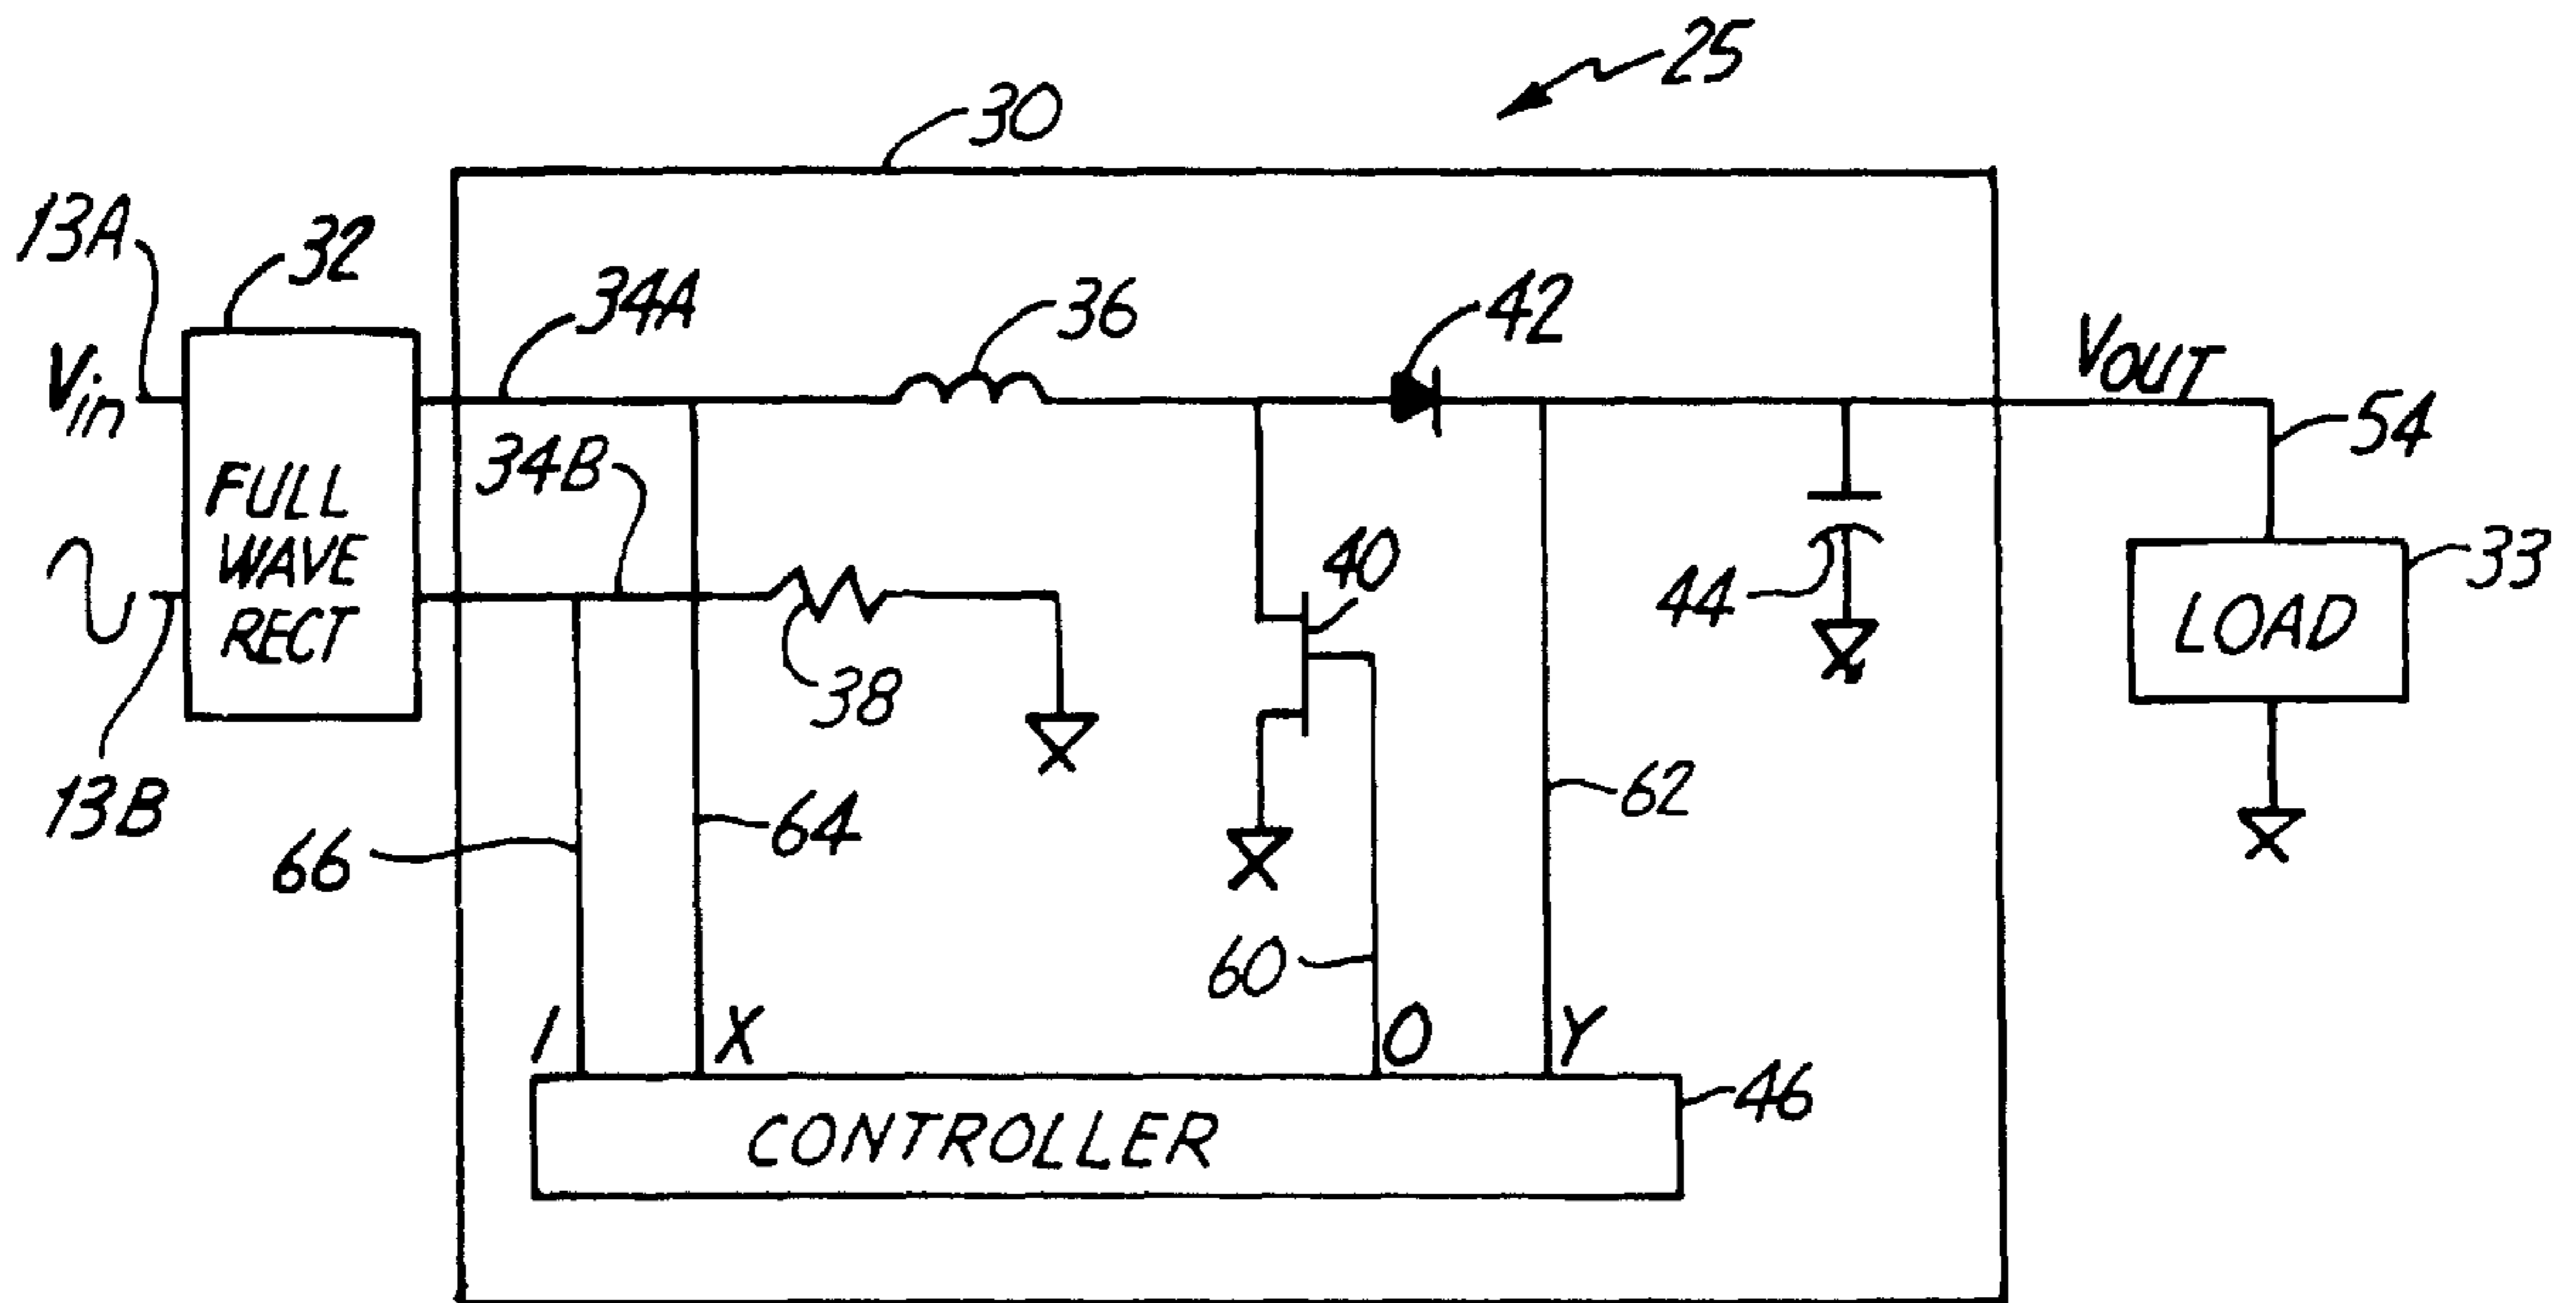 25
30
13A
32
34A
36
42
VOUT
Vin
54
34B
FULL
WAVE
RECT
40
44
33
LOAD
38
13B
66
64
62
60
I
X
O
Y
46
CONTROLLER